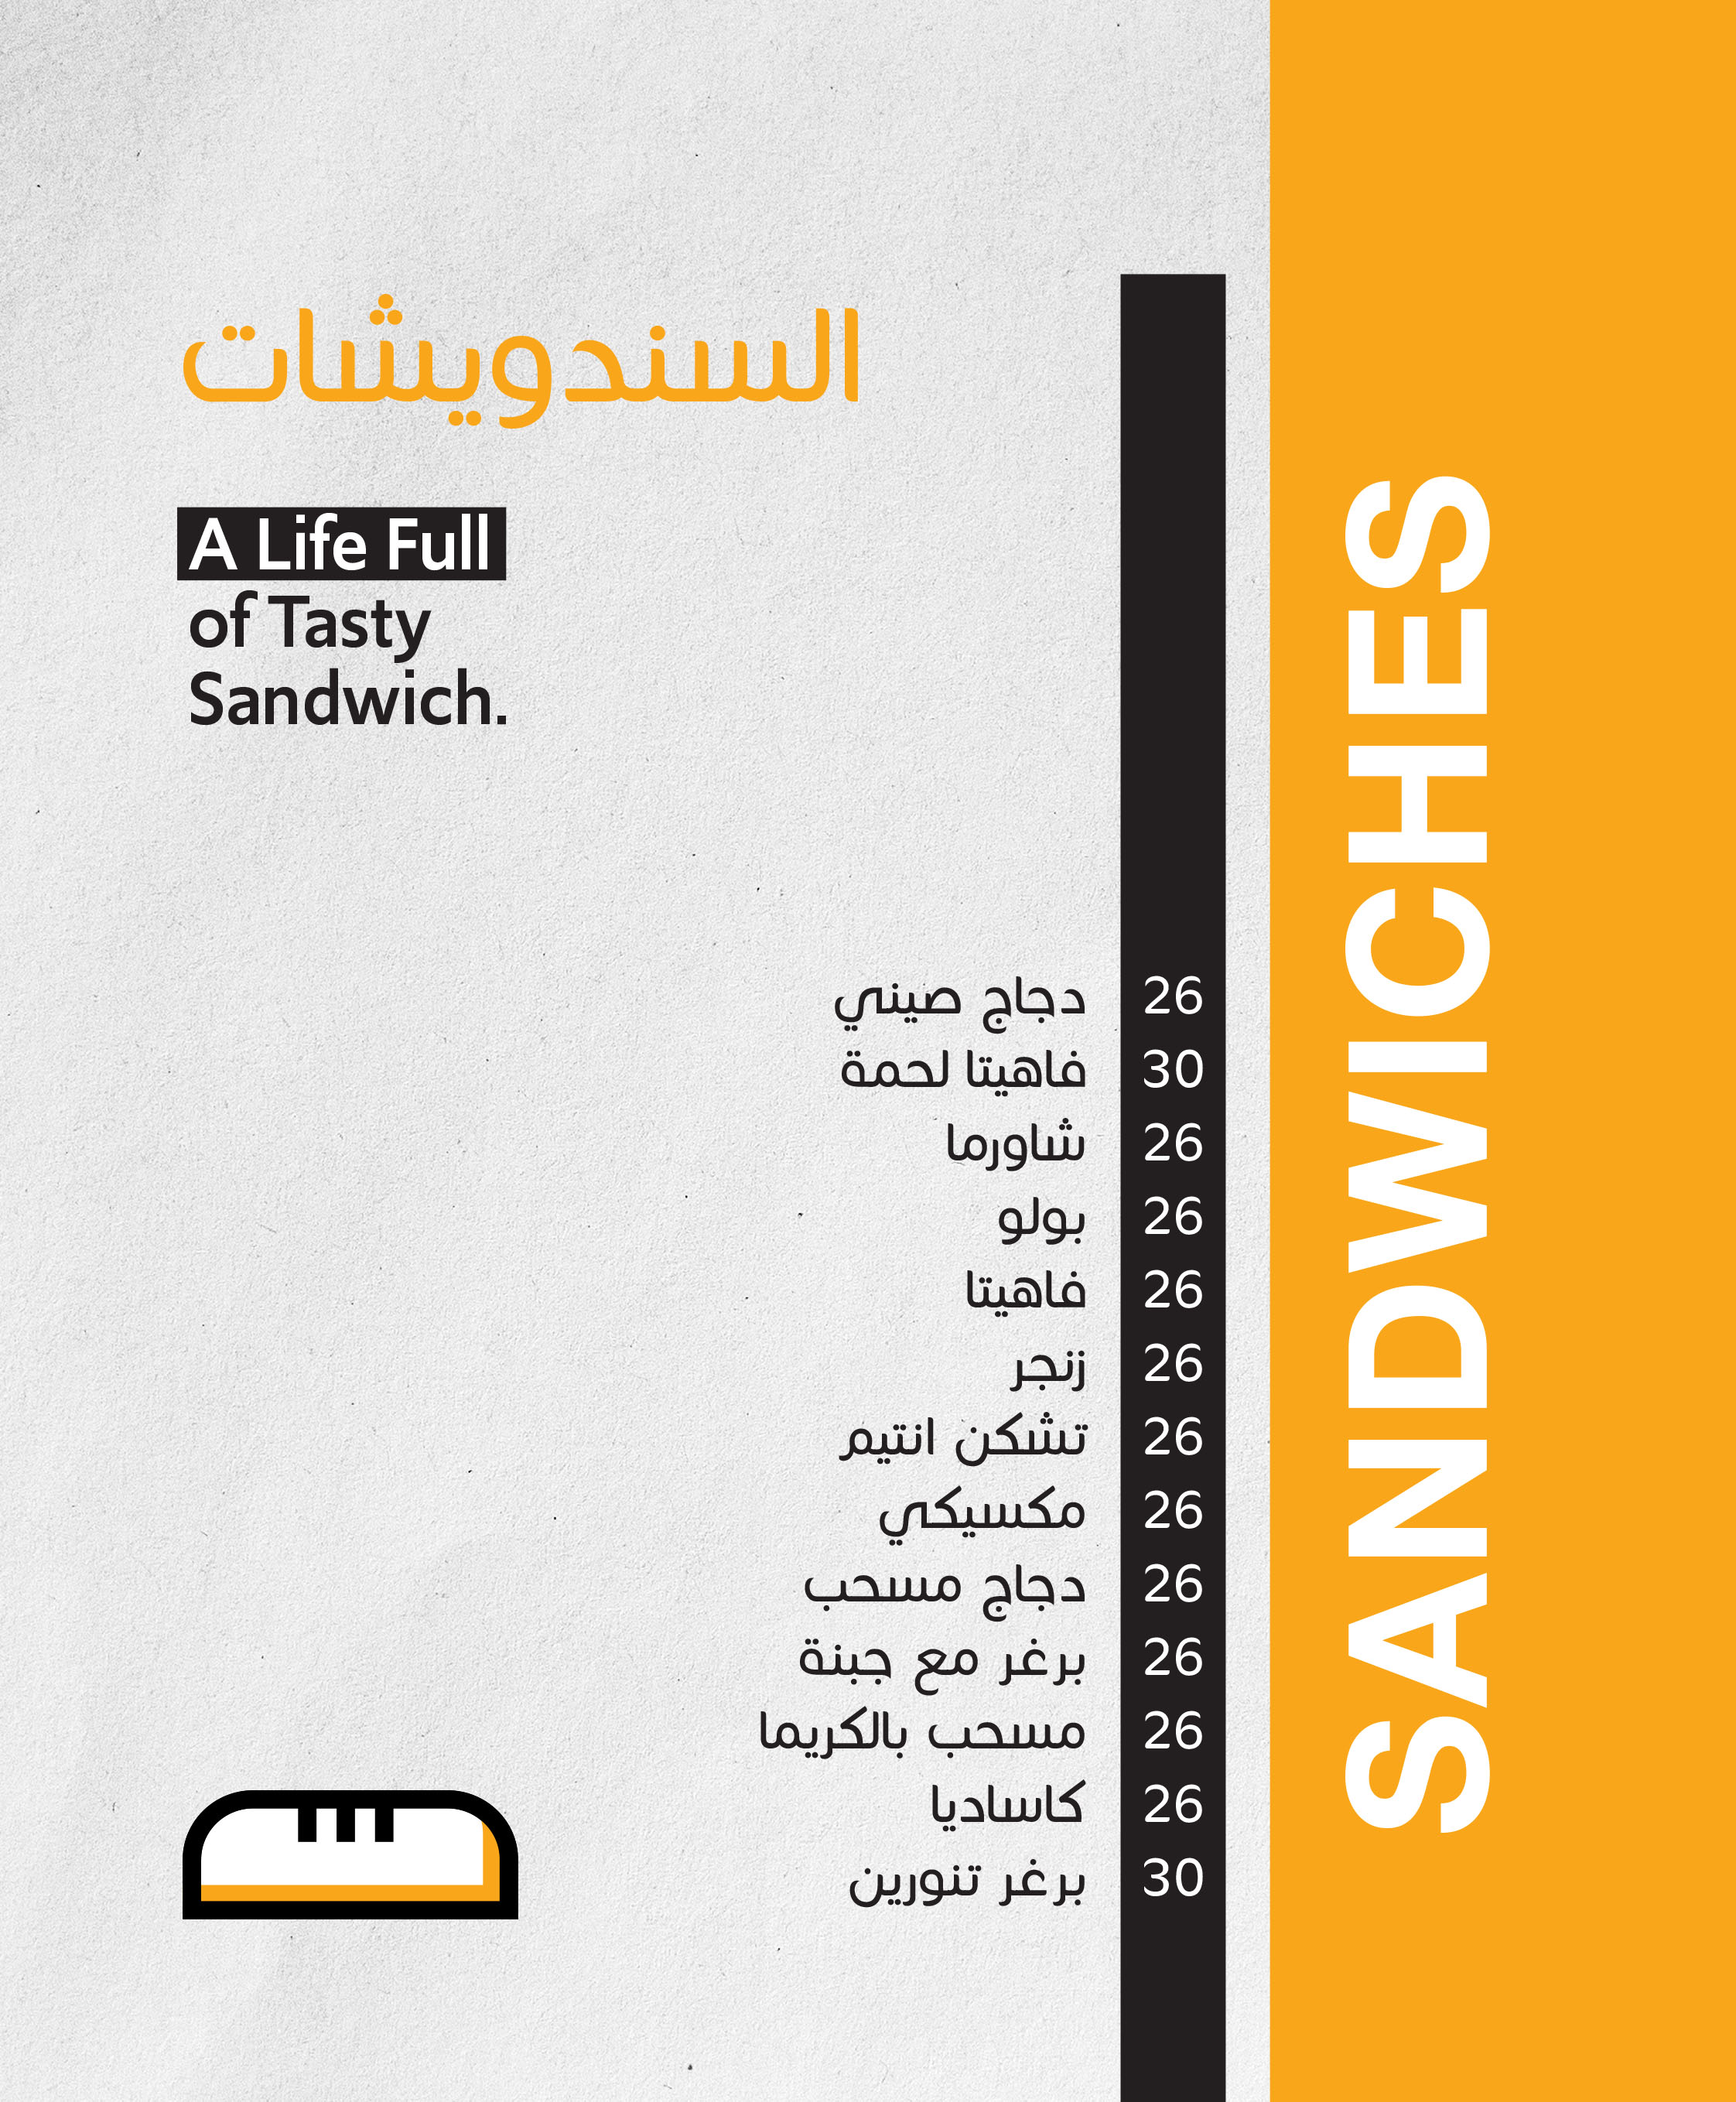 السندويشات
A Life Full
of Tasty
Sandwich.
SANDWICHES
دجاج صيني 26
فاهيتا لحمة 30
شاورما 26
بولو 26
فاهيتا 26
زنجر 26
تشكن انتيم 26
مكسيكي 26
دجاج مسحب 26
برغر مع جبنة 26
مسحب بالكريما 26
كاساديا 26
برغر تنورين 30